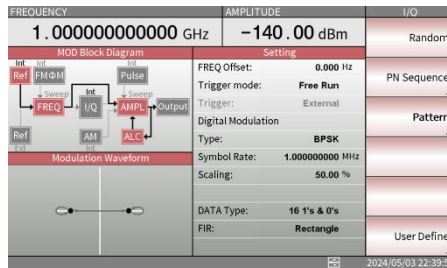 FREQUENCY
AMPLITUDE
I/O
1.000000000000 GHz
-140.00 dBm
MOD Block Diagram
Int
Int
Int
Ref
FMΦM
Pulse
Sweep
Int
Sweep
FREQ
I/Q
AMPL
Output
Ref
AM
ALC
Ext
Int
Modulation Waveform
Setting
FREQ Offset: 0.000 Hz
Trigger mode: Free Run
Trigger: External
Digital Modulation
Type: BPSK
Symbol Rate: 1.000000000 MHz
Scaling: 50.00 %
DATA Type: 16 1's & 0's
FIR: Rectangle
Random
PN Sequence
Pattern
User Define
2024/05/03 22:39:5